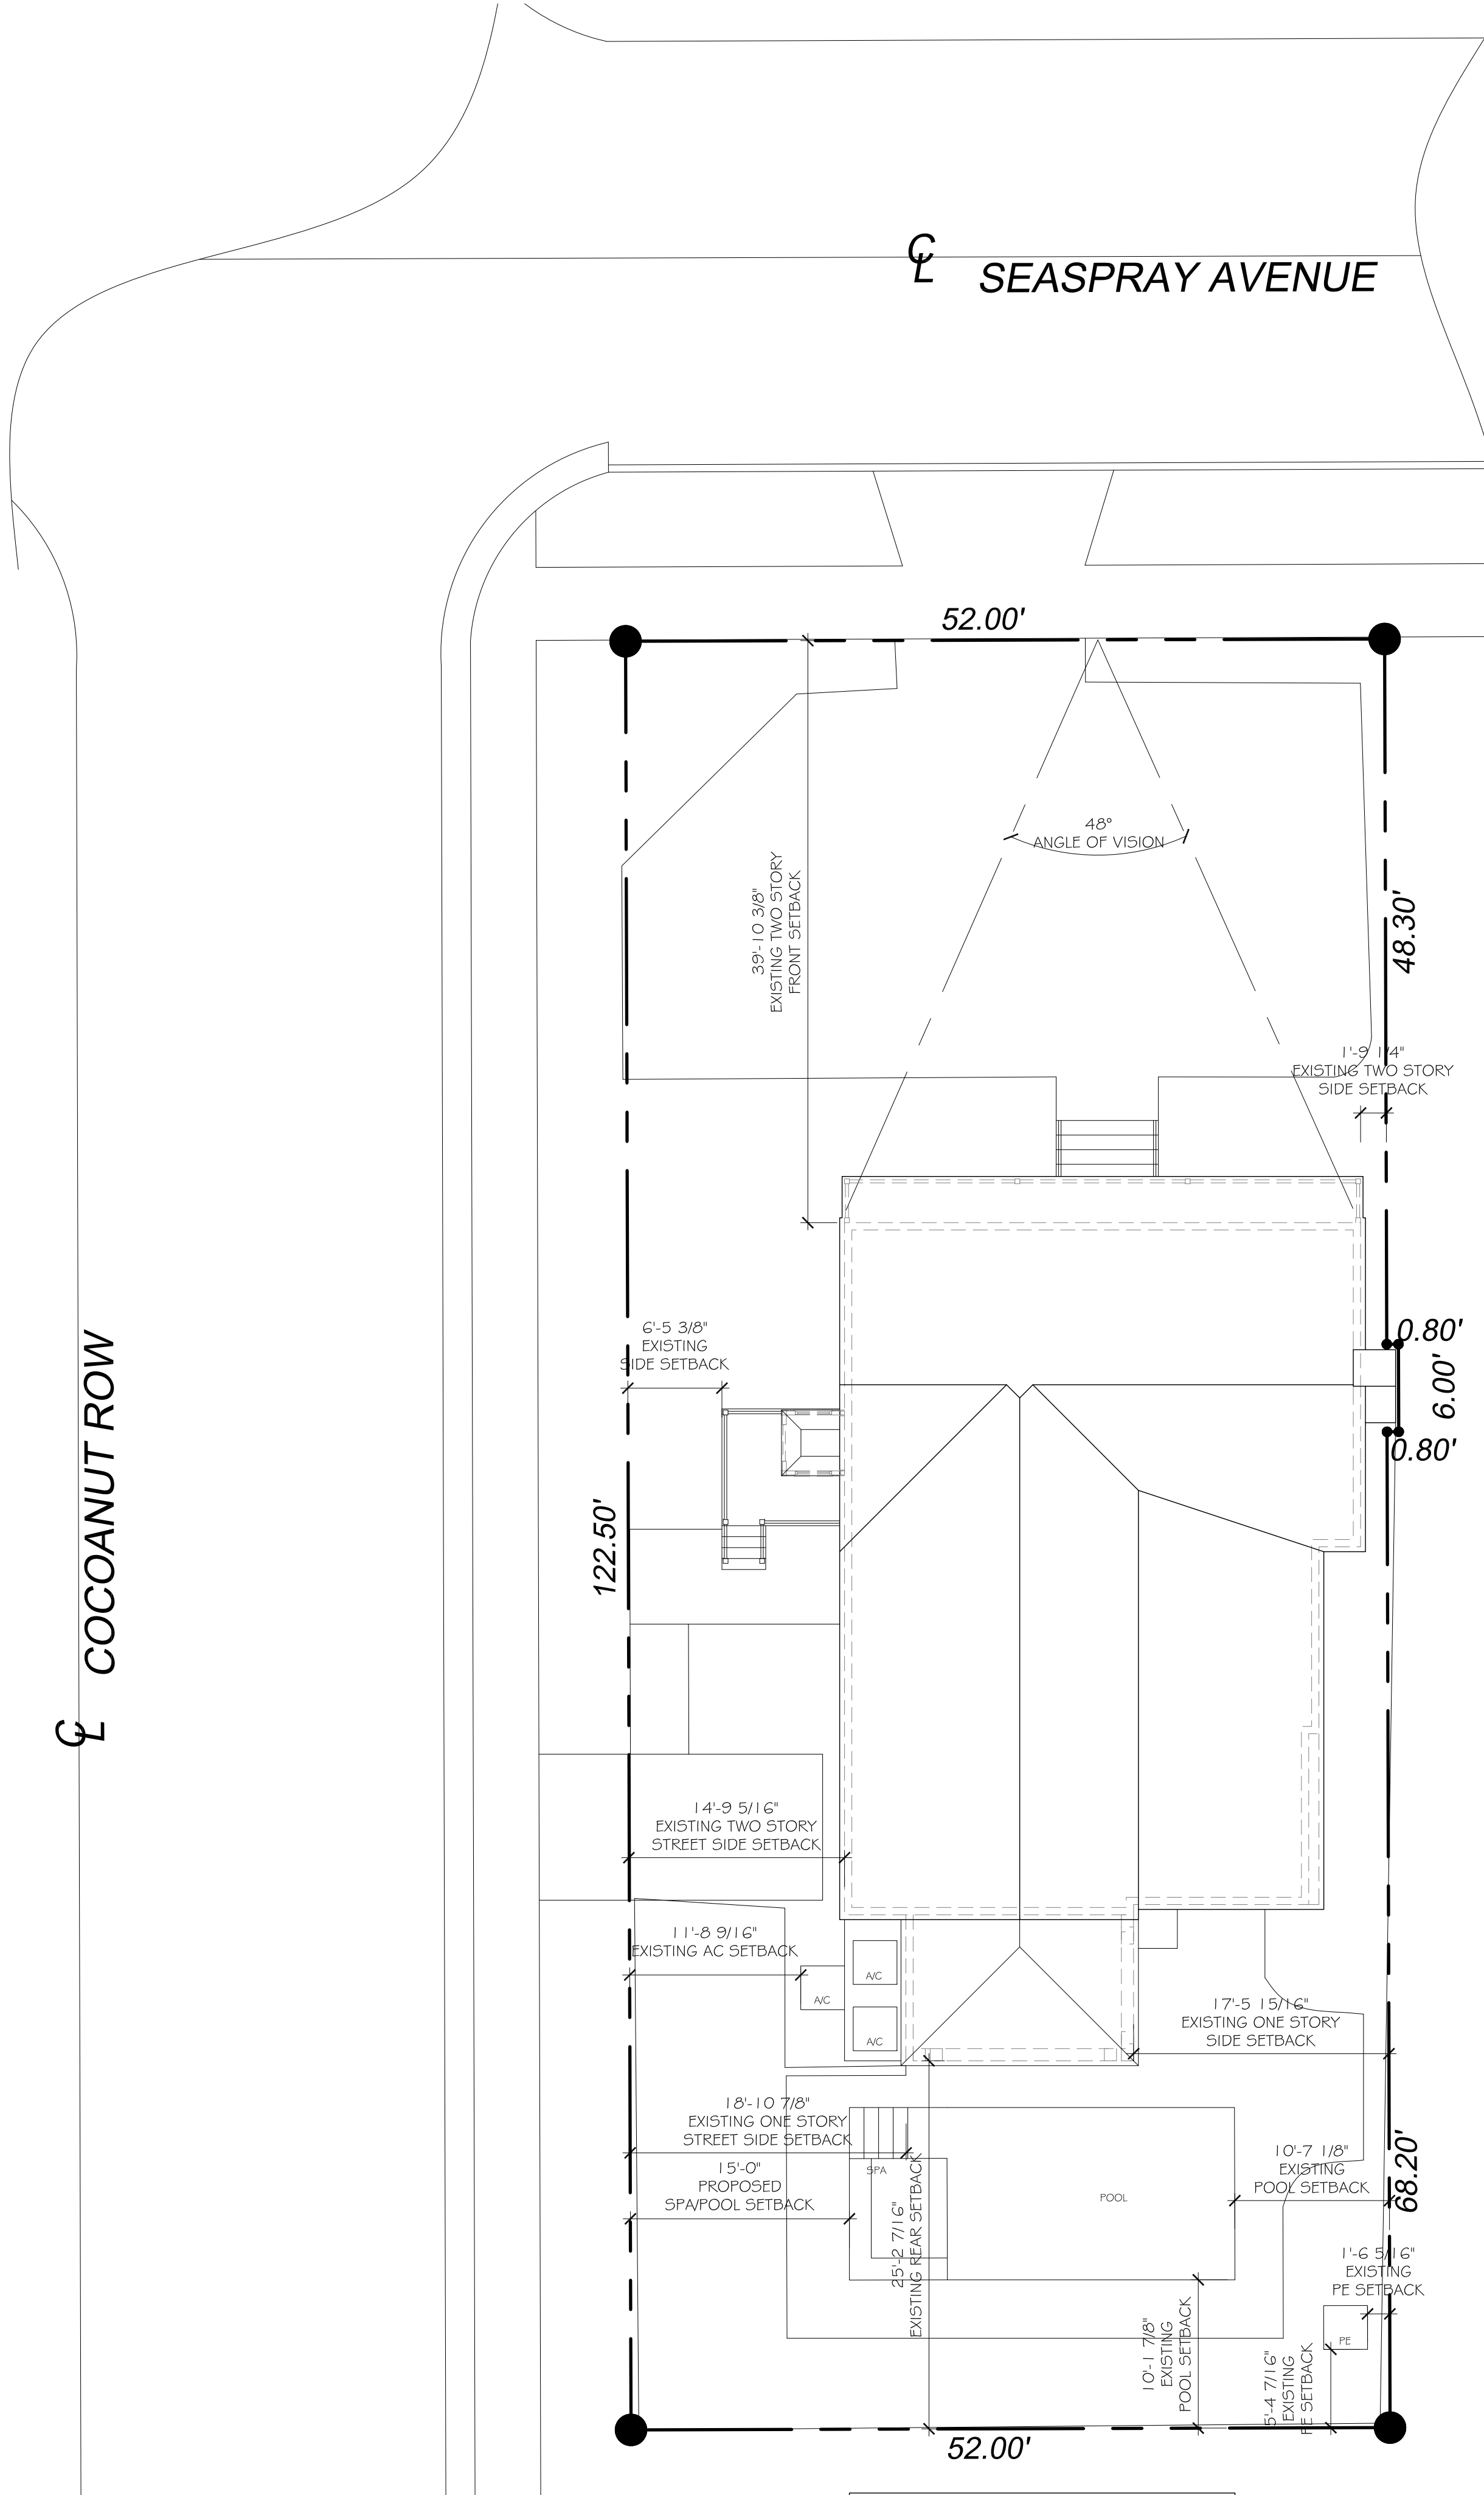 ℄
SEASPRAY AVENUE
52.00'
48°
ANGLE OF VISION
39'-10 3/8"
EXISTING TWO STORY
FRONT SETBACK
48.30'
1'-9 1/4"
EXISTING TWO STORY
SIDE SETBACK
6'-5 3/8"
EXISTING
SIDE SETBACK
0.80'
6.00'
0.80'
℄
COCOANUT ROW
122.50'
14'-9 5/16"
EXISTING TWO STORY
STREET SIDE SETBACK
11'-8 9/16"
EXISTING AC SETBACK
A/C
A/C
A/C
17'-5 15/16"
EXISTING ONE STORY
SIDE SETBACK
18'-10 7/8"
EXISTING ONE STORY
STREET SIDE SETBACK
15'-0"
PROPOSED
SPA/POOL SETBACK
SPA
POOL
25'-2 7/16"
EXISTING REAR SETBACK
10'-7 1/8"
EXISTING
POOL SETBACK
68.20'
1'-6 5/16"
EXISTING
PE SETBACK
PE
10'-1 7/8"
EXISTING
POOL SETBACK
5'-4 7/16"
EXISTING
PE SETBACK
52.00'